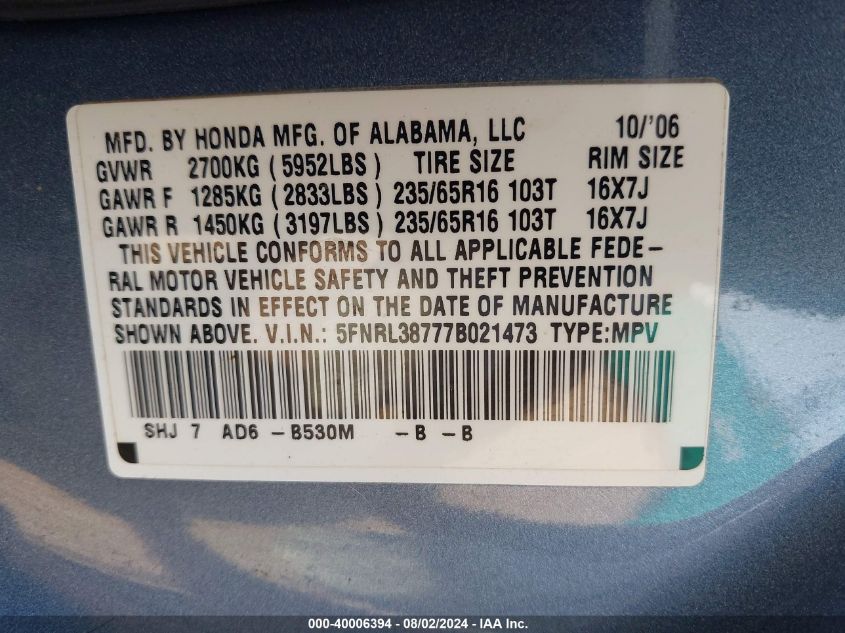 MFD. BY HONDA MFG. OF ALABAMA, LLC 10/'06
GVWR 2700KG (5952LBS) TIRE SIZE RIM SIZE
GAWR F 1285KG (2833LBS) 235/65R16 103T 16X7J
GAWR R 1450KG (3197LBS) 235/65R16 103T 16X7J
THIS VEHICLE CONFORMS TO ALL APPLICABLE FEDE-
RAL MOTOR VEHICLE SAFETY AND THEFT PREVENTION
STANDARDS IN EFFECT ON THE DATE OF MANUFACTURE
SHOWN ABOVE. V.I.N.: 5FNRL38777B021473 TYPE:MPV
SHJ 7 AD6 -B530M -B -B
000-40006394 - 08/02/2024 - IAA Inc.